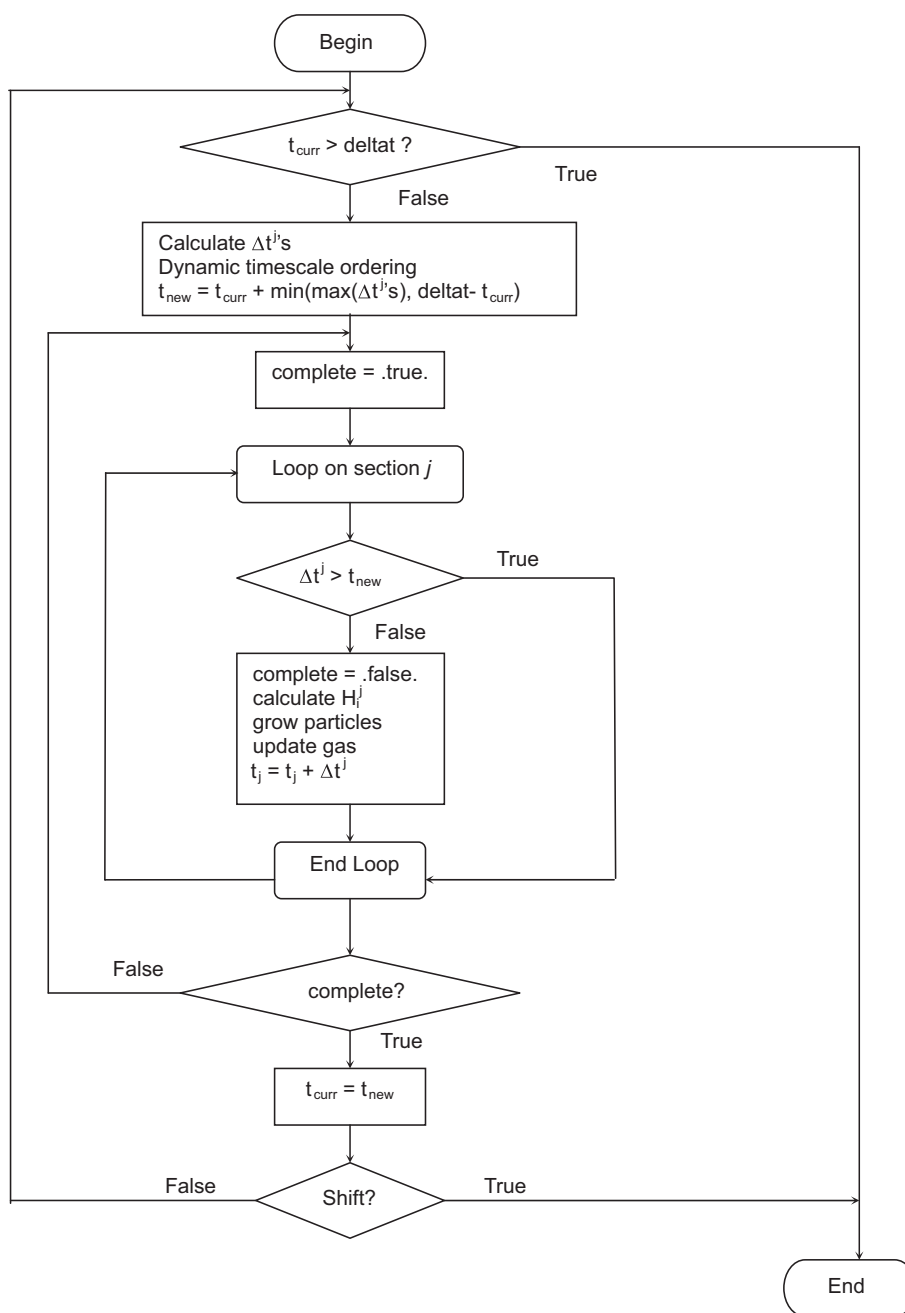 Begin
t_curr > deltat ?
True
False
Calculate Δt^j's
Dynamic timescale ordering
t_new = t_curr + min(max(Δt^j's), deltat- t_curr)
complete = .true.
Loop on section j
True
Δt^j > t_new
False
complete = .false.
calculate H_i^j
grow particles
update gas
t_j = t_j + Δt^j
End Loop
False
complete?
True
t_curr = t_new
False
Shift?
True
End